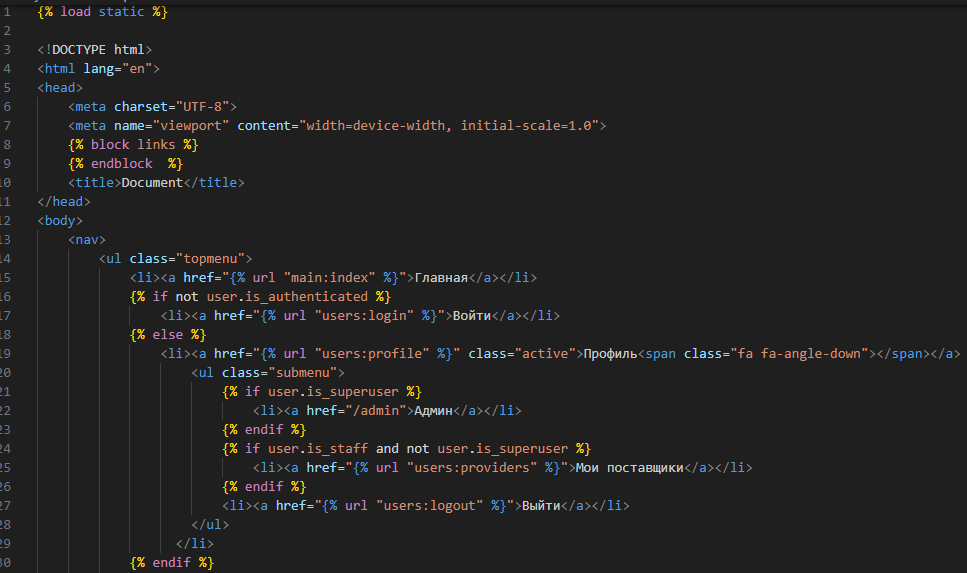 1 {% load static %}
2
3 <!DOCTYPE html>
4 <html lang="en">
5 <head>
6     <meta charset="UTF-8">
7     <meta name="viewport" content="width=device-width, initial-scale=1.0">
8     {% block links %}
9     {% endblock  %}
10     <title>Document</title>
11 </head>
12 <body>
13     <nav>
14         <ul class="topmenu">
15             <li><a href="{% url "main:index" %}">Главная</a></li>
16             {% if not user.is_authenticated %}
17                 <li><a href="{% url "users:login" %}">Войти</a></li>
18             {% else %}
19                 <li><a href="{% url "users:profile" %}" class="active">Профиль<span class="fa fa-angle-down"></span></a>
20                     <ul class="submenu">
21                         {% if user.is_superuser %}
22                             <li><a href="/admin">Админ</a></li>
23                         {% endif %}
24                         {% if user.is_staff and not user.is_superuser %}
25                             <li><a href="{% url "users:providers" %}">Мои поставщики</a></li>
26                         {% endif %}
27                         <li><a href="{% url "users:logout" %}">Выйти</a></li>
28                     </ul>
29                   </li>
30             {% endif %}